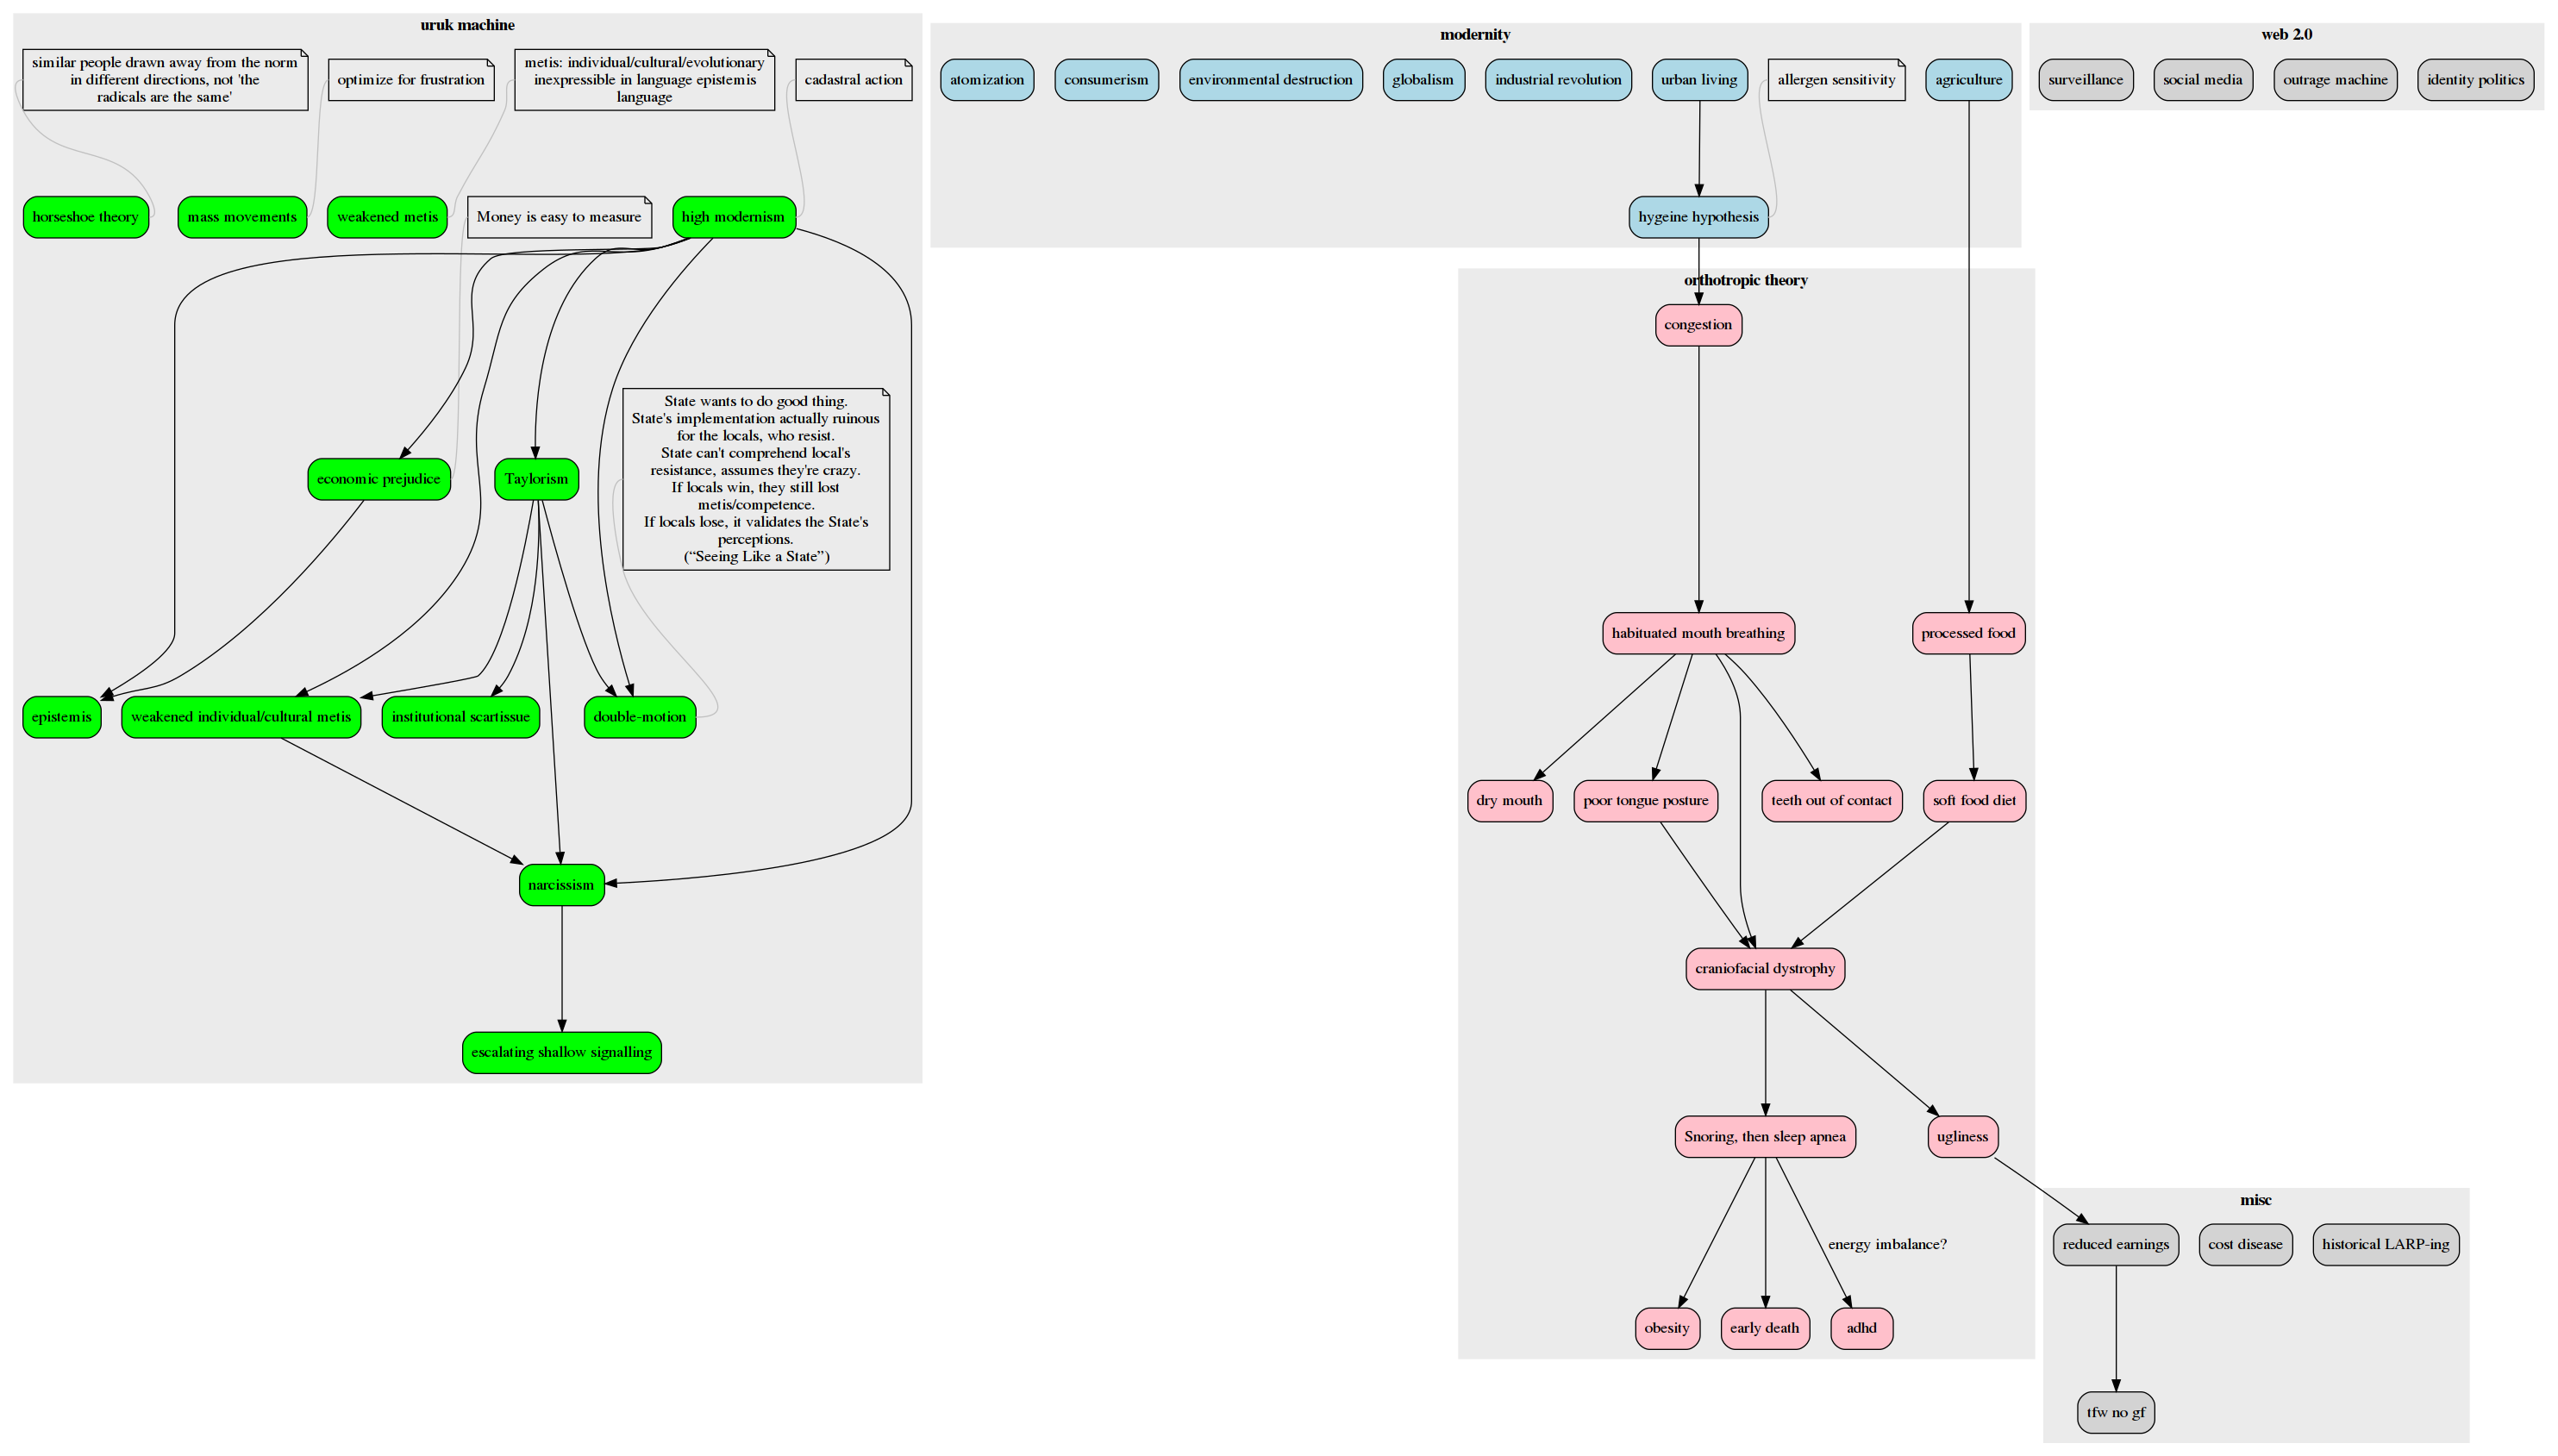 uruk machine
similar people drawn away from the norm
in different directions, not 'the
radicals are the same'
optimize for frustration
metis: individual/cultural/evolutionary
inexpressible in language epistemis
language
cadastral action
horseshoe theory
mass movements
weakened metis
Money is easy to measure
high modernism
State wants to do good thing.
State's implementation actually ruinous
for the locals, who resist.
State can't comprehend local's
resistance, assumes they're crazy.
If locals win, they still lost
metis/competence.
If locals lose, it validates the State's
perceptions.
(“Seeing Like a State”)
economic prejudice
Taylorism
epistemis
weakened individual/cultural metis
institutional scartissue
double-motion
narcissism
escalating shallow signalling
modernity
atomization
consumerism
environmental destruction
globalism
industrial revolution
urban living
allergen sensitivity
agriculture
hygeine hypothesis
orthotropic theory
congestion
habituated mouth breathing
processed food
dry mouth
poor tongue posture
teeth out of contact
soft food diet
craniofacial dystrophy
Snoring, then sleep apnea
ugliness
energy imbalance?
obesity
early death
adhd
web 2.0
surveillance
social media
outrage machine
identity politics
misc
reduced earnings
cost disease
historical LARP-ing
tfw no gf